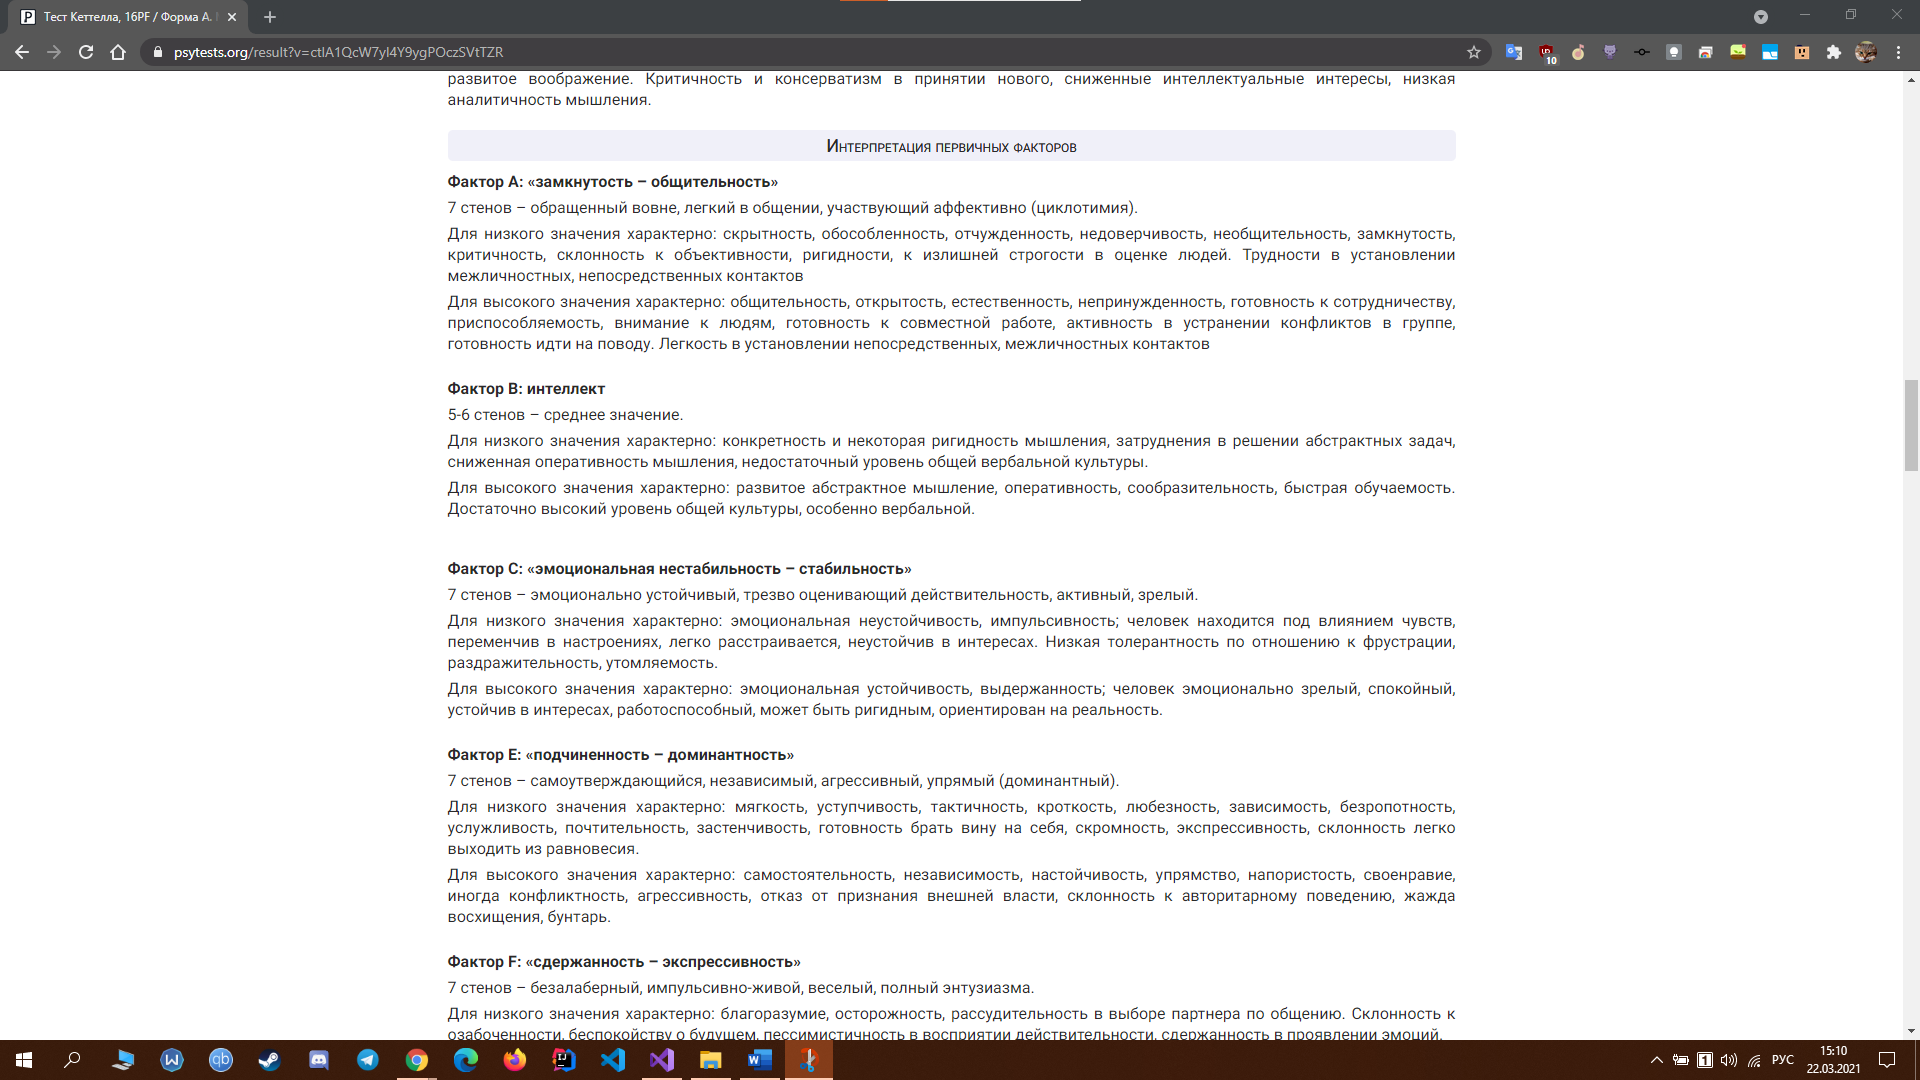 Тест Кеттелла, 16PF / Форма А.
psytests.org/result?v=ctlA1QcW7yl4Y9ygPOczSVtTZR
10
развитое воображение. Критичность и консерватизм в принятии нового, сниженные интеллектуальные интересы, низкая
аналитичность мышления.
Интерпретация первичных факторов
Фактор A: «замкнутость – общительность»
7 стенов – обращенный вовне, легкий в общении, участвующий аффективно (циклотимия).
Для низкого значения характерно: скрытность, обособленность, отчужденность, недоверчивость, необщительность, замкнутость,
критичность, склонность к объективности, ригидности, к излишней строгости в оценке людей. Трудности в установлении
межличностных, непосредственных контактов
Для высокого значения характерно: общительность, открытость, естественность, непринужденность, готовность к сотрудничеству,
приспособляемость, внимание к людям, готовность к совместной работе, активность в устранении конфликтов в группе,
готовность идти на поводу. Легкость в установлении непосредственных, межличностных контактов
Фактор B: интеллект
5-6 стенов – среднее значение.
Для низкого значения характерно: конкретность и некоторая ригидность мышления, затруднения в решении абстрактных задач,
сниженная оперативность мышления, недостаточный уровень общей вербальной культуры.
Для высокого значения характерно: развитое абстрактное мышление, оперативность, сообразительность, быстрая обучаемость.
Достаточно высокий уровень общей культуры, особенно вербальной.
Фактор C: «эмоциональная нестабильность – стабильность»
7 стенов – эмоционально устойчивый, трезво оценивающий действительность, активный, зрелый.
Для низкого значения характерно: эмоциональная неустойчивость, импульсивность; человек находится под влиянием чувств,
переменчив в настроениях, легко расстраивается, неустойчив в интересах. Низкая толерантность по отношению к фрустрации,
раздражительность, утомляемость.
Для высокого значения характерно: эмоциональная устойчивость, выдержанность; человек эмоционально зрелый, спокойный,
устойчив в интересах, работоспособный, может быть ригидным, ориентирован на реальность.
Фактор E: «подчиненность – доминантность»
7 стенов – самоутверждающийся, независимый, агрессивный, упрямый (доминантный).
Для низкого значения характерно: мягкость, уступчивость, тактичность, кроткость, любезность, зависимость, безропотность,
услужливость, почтительность, застенчивость, готовность брать вину на себя, скромность, экспрессивность, склонность легко
выходить из равновесия.
Для высокого значения характерно: самостоятельность, независимость, настойчивость, упрямство, напористость, своенравие,
иногда конфликтность, агрессивность, отказ от признания внешней власти, склонность к авторитарному поведению, жажда
восхищения, бунтарь.
Фактор F: «сдержанность – экспрессивность»
7 стенов – безалаберный, импульсивно-живой, веселый, полный энтузиазма.
Для низкого значения характерно: благоразумие, осторожность, рассудительность в выборе партнера по общению. Склонность к
озабоченности, беспокойству о будущем, пессимистичность в восприятии действительности, сдержанность в проявлении эмоций.
РУС
15:10
22.03.2021